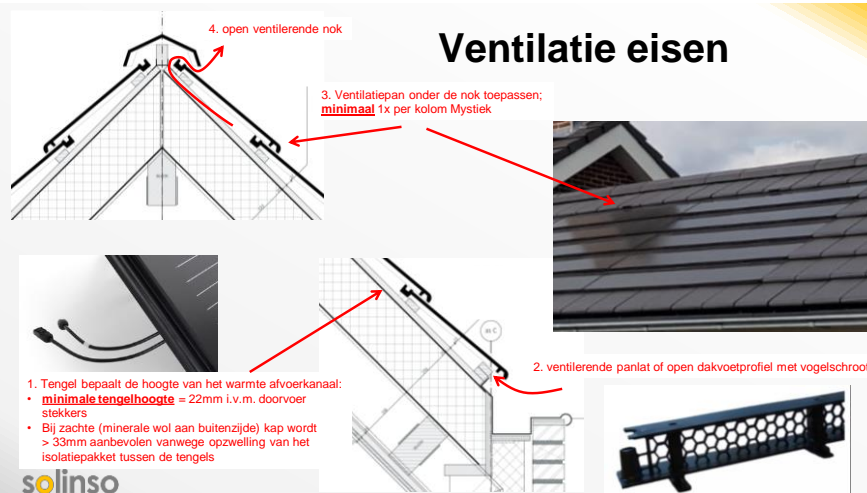 Ventilatie eisen
4. open ventilerende nok
3. Ventilatiepan onder de nok toepassen;
minimaal 1x per kolom Mystiek
1. Tengel bepaalt de hoogte van het warmte afvoerkanaal:
• minimale tengelhoogte = 22mm i.v.m. doorvoer
stekkers
• Bij zachte (minerale wol aan buitenzijde) kap wordt
> 33mm aanbevolen vanwege opzwelling van het
isolatiepakket tussen de tengels
2. ventilerende panlat of open dakvoetprofiel met vogelschroot
solinso